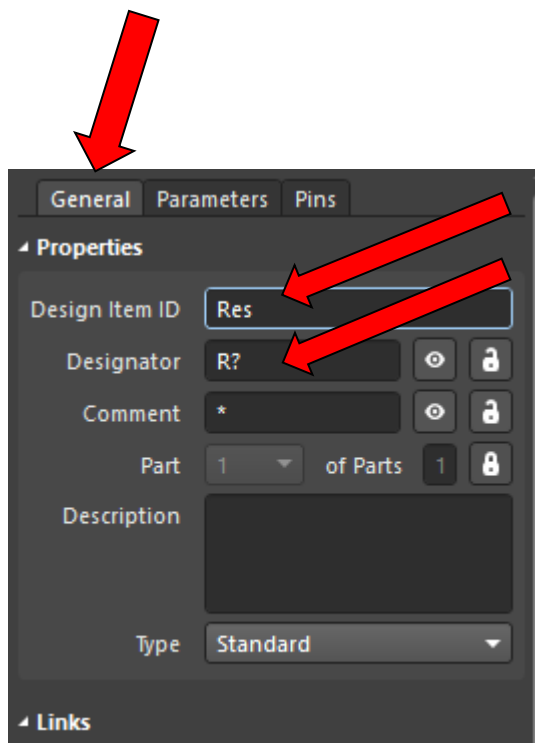 General Parameters Pins
Properties
Design Item ID Res
Designator R?
Comment *
Part 1 of Parts 1
Description
Type Standard
Links